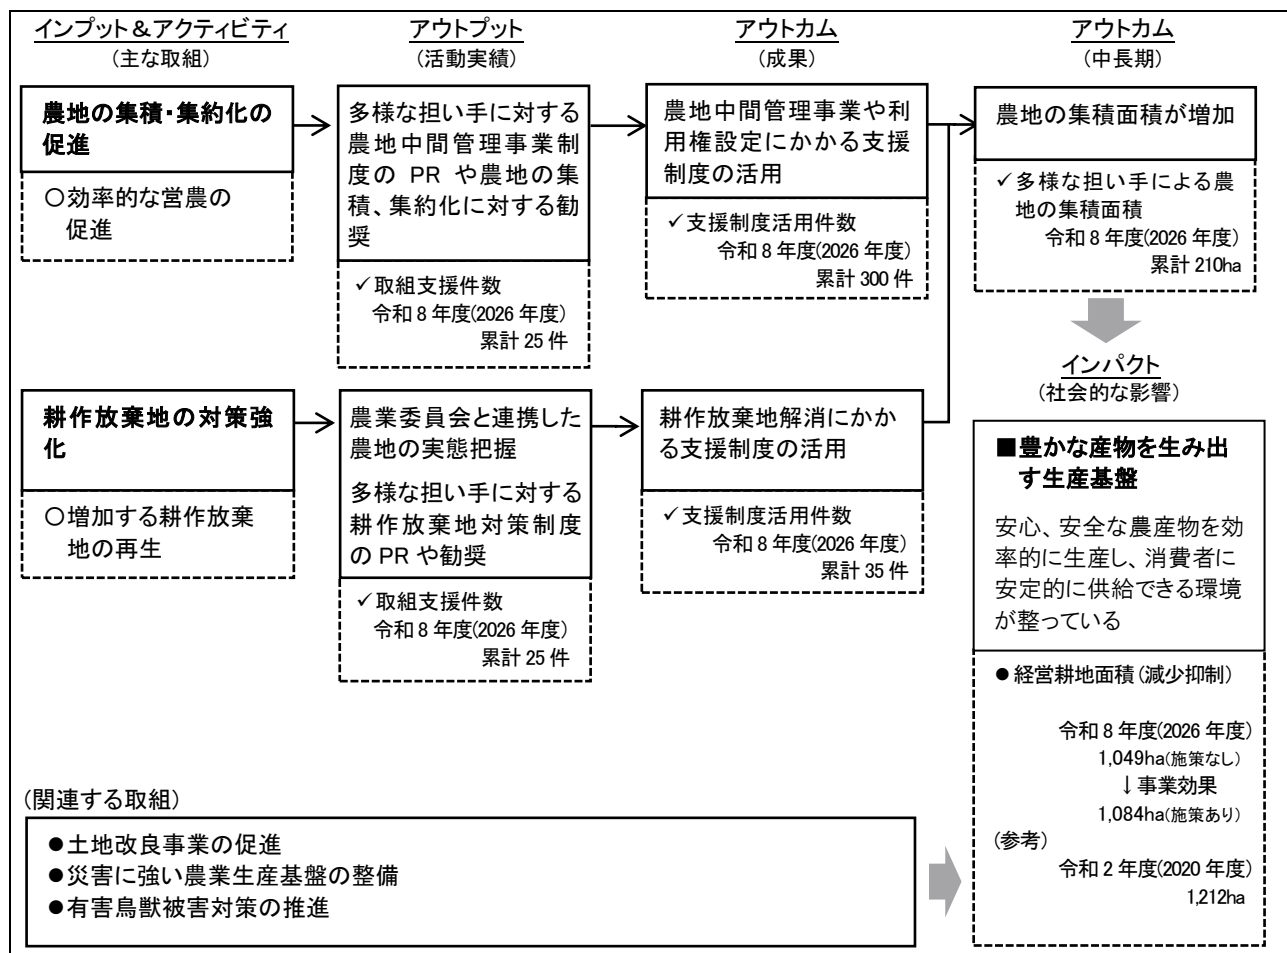 インプット＆アクティビティ
(主な取組)
農地の集積・集約化の
促進
〇効率的な営農の
促進
耕作放棄地の対策強
化
〇増加する耕作放棄
地の再生
アウトプット
(活動実績)
多様な担い手に対する
農地中間管理事業制
度の PR や農地の集
積、集約化に対する勧
奨
✓取組支援件数
令和 8 年度(2026 年度)
累計 25 件
農業委員会と連携した
農地の実態把握
多様な担い手に対する
耕作放棄地対策制度
の PR や勧奨
✓取組支援件数
令和 8 年度(2026 年度)
累計 25 件
アウトカム
(成果)
農地中間管理事業や利
用権設定にかかる支援
制度の活用
✓支援制度活用件数
令和 8 年度(2026 年度)
累計 300 件
耕作放棄地解消にかか
る支援制度の活用
✓支援制度活用件数
令和 8 年度(2026 年度)
累計 35 件
アウトカム
(中長期)
農地の集積面積が増加
✓多様な担い手による農
地の集積面積
令和 8 年度(2026 年度)
累計 210ha
インパクト
(社会的な影響)
■豊かな産物を生み出
す生産基盤
安心、安全な農産物を効
率的に生産し、消費者に
安定的に供給できる環境
が整っている
●経営耕地面積(減少抑制)
令和 8 年度(2026 年度)
1,049ha(施策なし)
↓事業効果
1,084ha(施策あり)
(参考)
令和 2 年度(2020 年度)
1,212ha
(関連する取組)
●土地改良事業の促進
●災害に強い農業生産基盤の整備
●有害鳥獣被害対策の推進